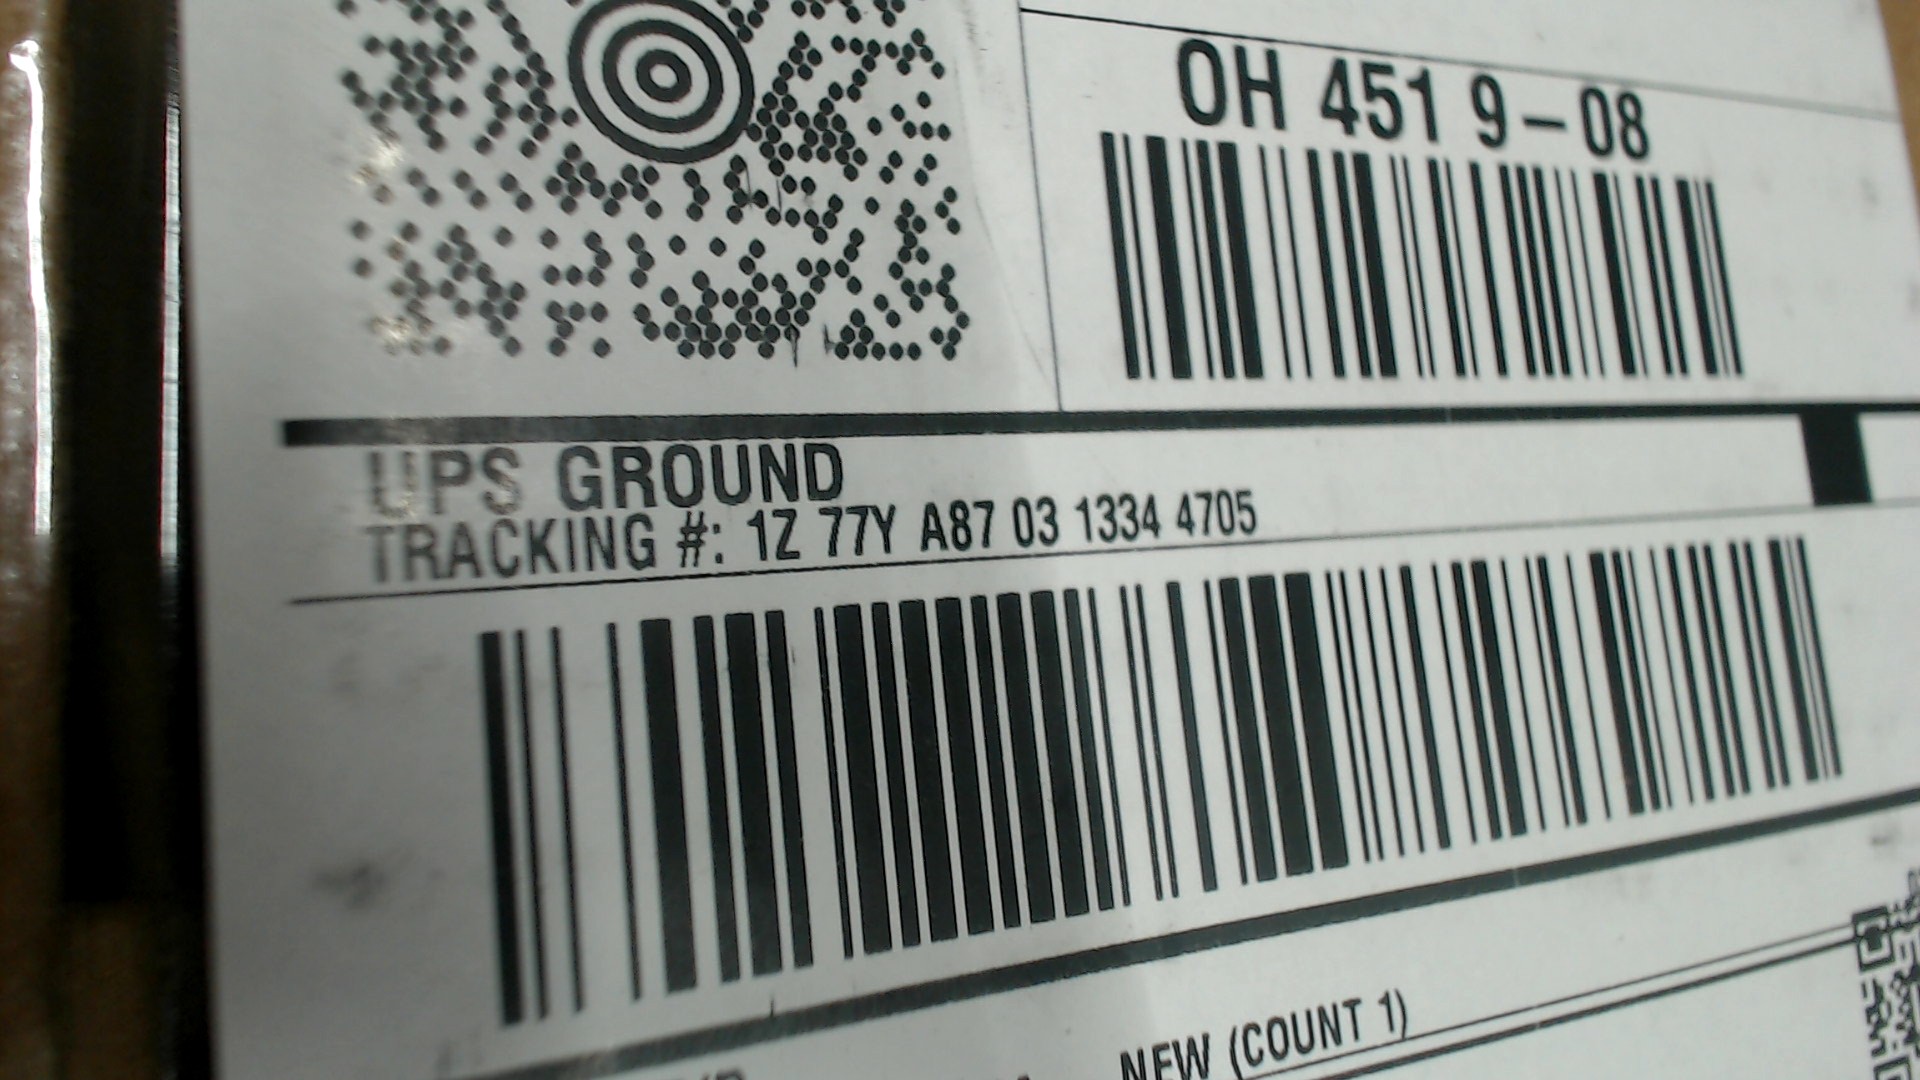 OH 451 9-08
UPS GROUND
TRACKING #: 1Z 77Y A87 03 1334 4705
NEW (COUNT 1)